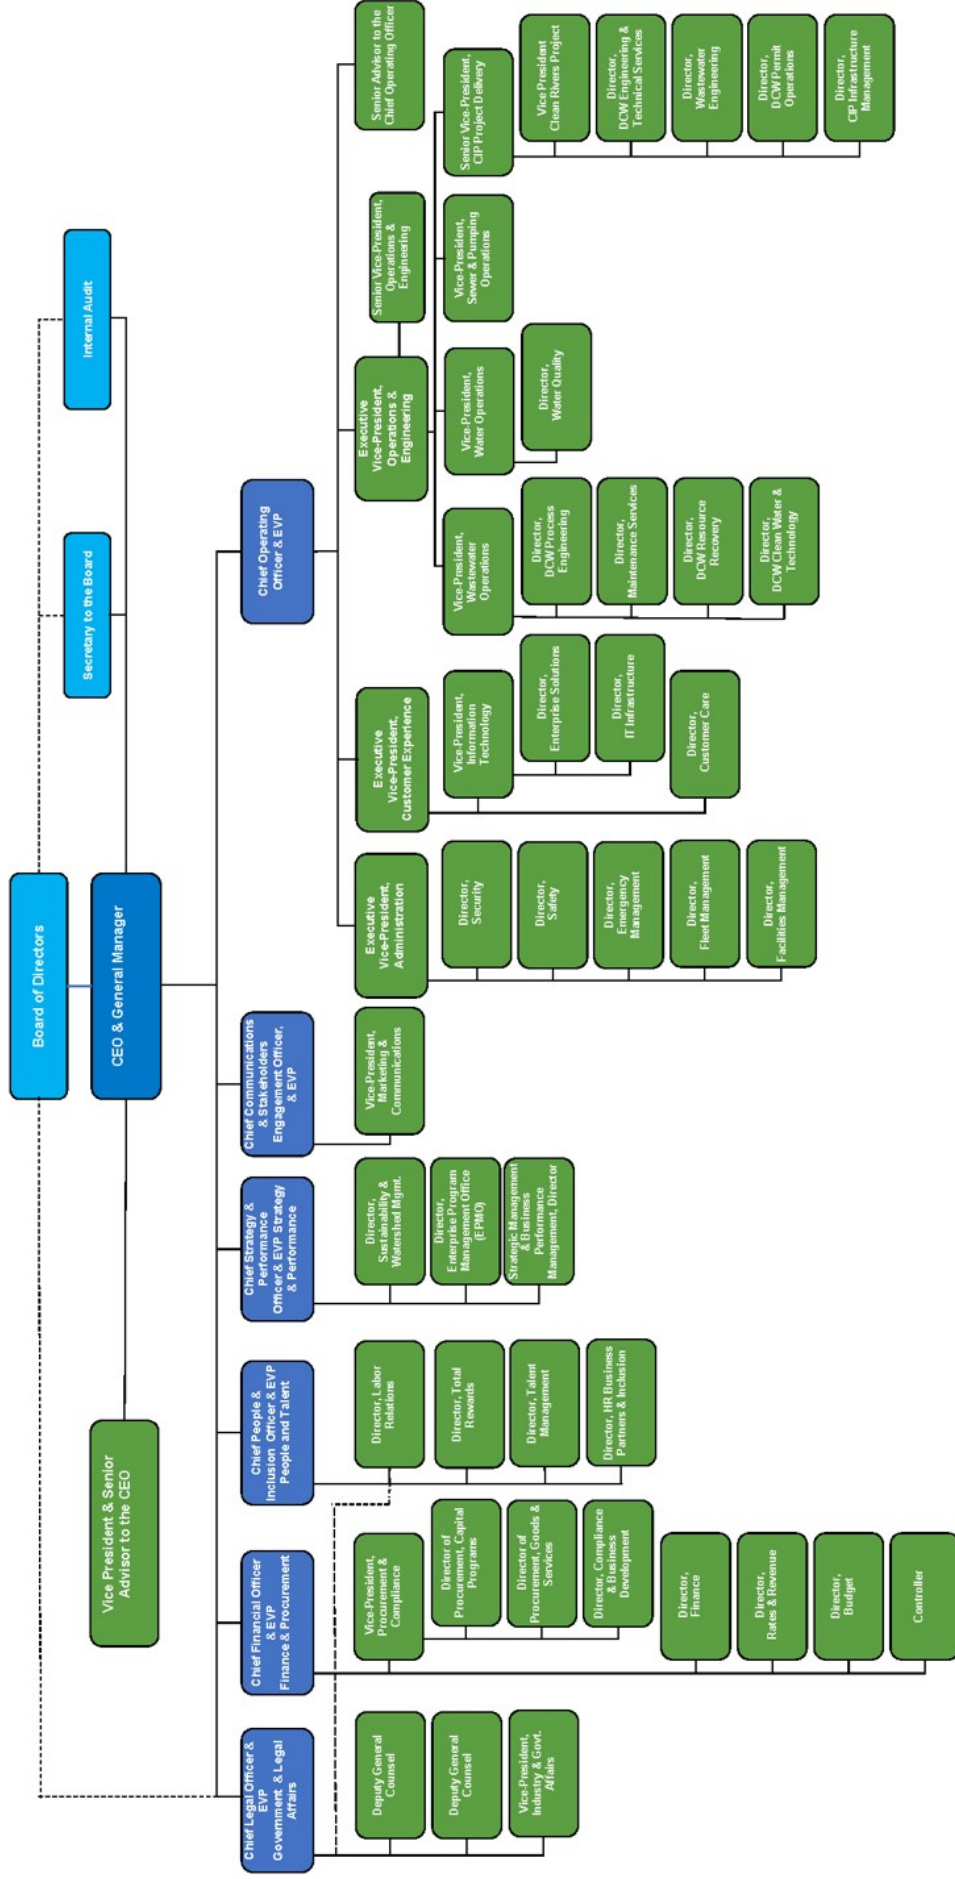 Board of Directors
CEO & General Manager
Secretary to the Board
Internal Audit
Vice President & Senior
Advisor to the CEO
Chief Legal Officer &
EVP
Government & Legal
Affairs
Deputy General
Counsel
Deputy General
Counsel
Vice-President,
Industry & Govt.
Affairs
Chief Financial Officer
& EVP
Finance & Procurement
Vice-President,
Procurement &
Compliance
Director of
Procurement, Capital
Programs
Director of
Procurement, Goods &
Services
Director, Compliance
& Business
Development
Director,
Finance
Director,
Rates & Revenue
Director,
Budget
Controller
Chief People &
Inclusion Officer & EVP
People and Talent
Director, Labor
Relations
Director, Total
Rewards
Director, Talent
Management
Director, HR Business
Partners & Inclusion
Chief Strategy &
Performance
Officer & EVP Strategy
& Performance
Director,
Sustainability &
Watershed Mgmt.
Director,
Enterprise Program
Management Office
(EPMO)
Strategic Management
& Business
Performance
Management, Director
Chief Communications
& Stakeholders
Engagement Officer,
& EVP
Vice-President,
Marketing &
Communications
Chief Operating
Officer & EVP
Executive
Vice-President,
Administration
Director,
Security
Director,
Safety
Director,
Emergency
Management
Director,
Fleet Management
Director,
Facilities Management
Executive
Vice-President,
Customer Experience
Vice-President,
Information
Technology
Director,
Enterprise Solutions
Director,
IT Infrastructure
Director,
Customer Care
Executive
Vice-President,
Operations &
Engineering
Senior Vice-President,
Operations &
Engineering
Vice-President,
Wastewater
Operations
Director,
DCW Process
Engineering
Director,
Maintenance Services
Director,
DCW Resource
Recovery
Director,
DCW Clean Water &
Technology
Vice-President,
Water Operations
Director,
Water Quality
Vice-President,
Sewer & Pumping
Operations
Senior Vice-President,
CIP Project Delivery
Vice President
Clean Rivers Project
Director,
DCW Engineering &
Technical Services
Director,
Wastewater
Engineering
Director,
DCW Permit
Operations
Director,
CIP Infrastructure
Management
Senior Advisor to the
Chief Operating Officer